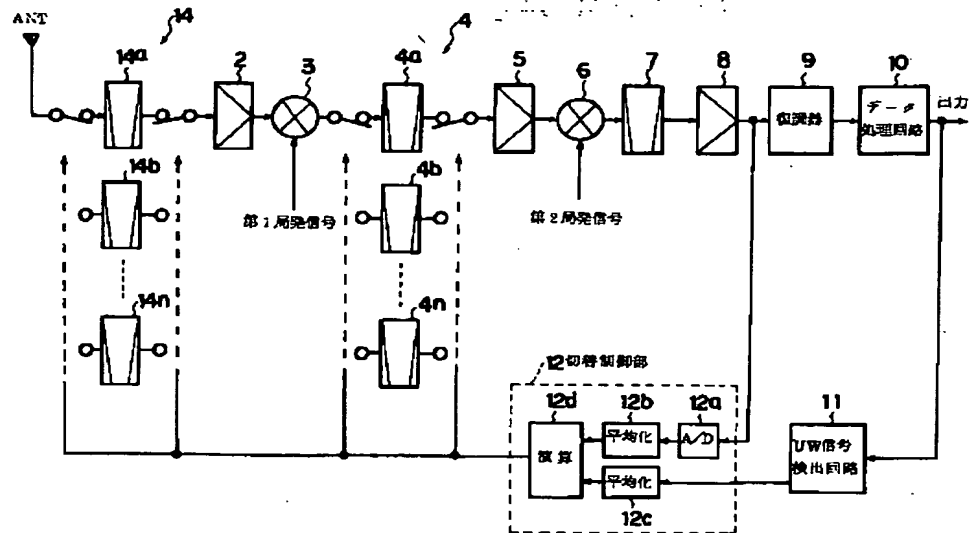 ANT
14
14a
2
3
4
4a
5
6
7
8
9
復調器
10
データ
処理回路
出力
14b
第1局発信号
4b
第2局発信号
14n
4n
12 切替制御部
12d
演算
12b
平均化
12a
A/D
平均化
12c
11
UW信号
検出回路